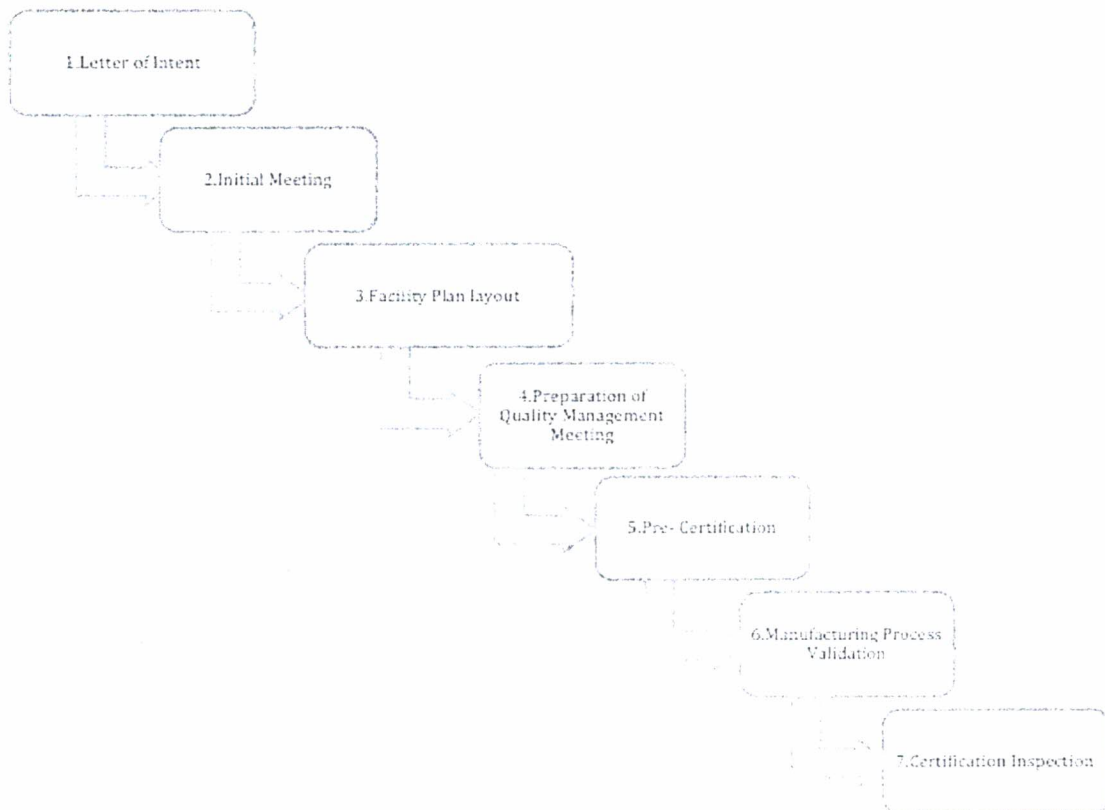 1.Letter of Intent
2.Initial Meeting
3.Facility Plan layout
4.Preparation of
Quality Management
Meeting
5.Pre- Certification
6.Manufacturing Process
Validation
7.Certification Inspection